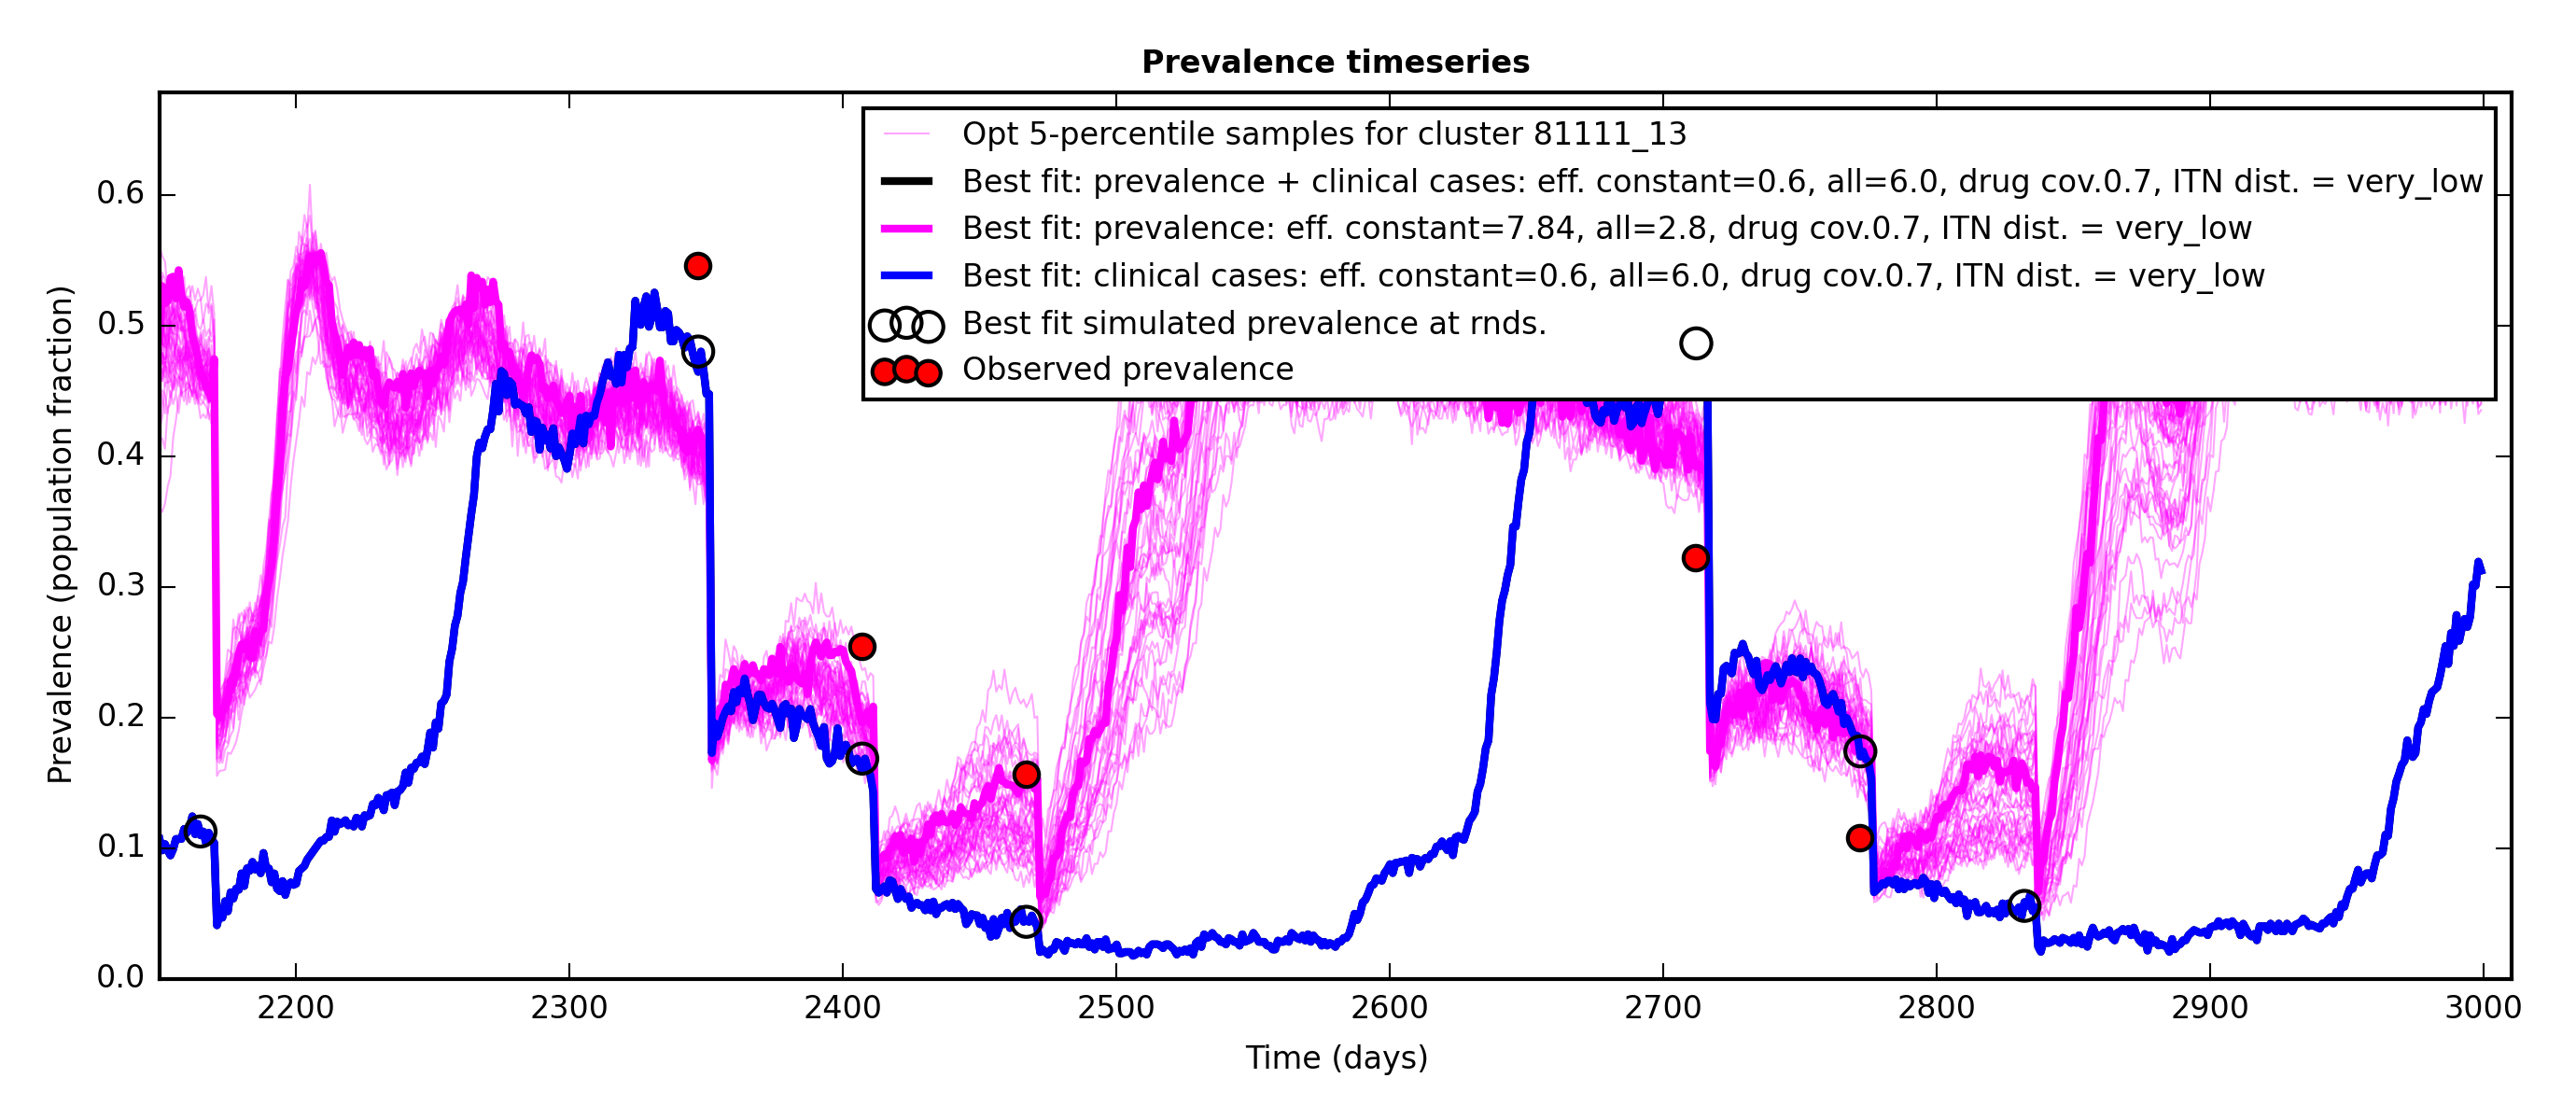 Prevalence timeseries
Opt 5-percentile samples for cluster 81111_13
Best fit: prevalence + clinical cases: eff. constant=0.6, all=6.0, drug cov.0.7, ITN dist. = very_low
Best fit: prevalence: eff. constant=7.84, all=2.8, drug cov.0.7, ITN dist. = very_low
Best fit: clinical cases: eff. constant=0.6, all=6.0, drug cov.0.7, ITN dist. = very_low
Best fit simulated prevalence at rnds.
Observed prevalence
Prevalence (population fraction)
0.6
0.5
0.4
0.3
0.2
0.1
0.0
2200 2300 2400 2500 2600 2700 2800 2900 3000
Time (days)